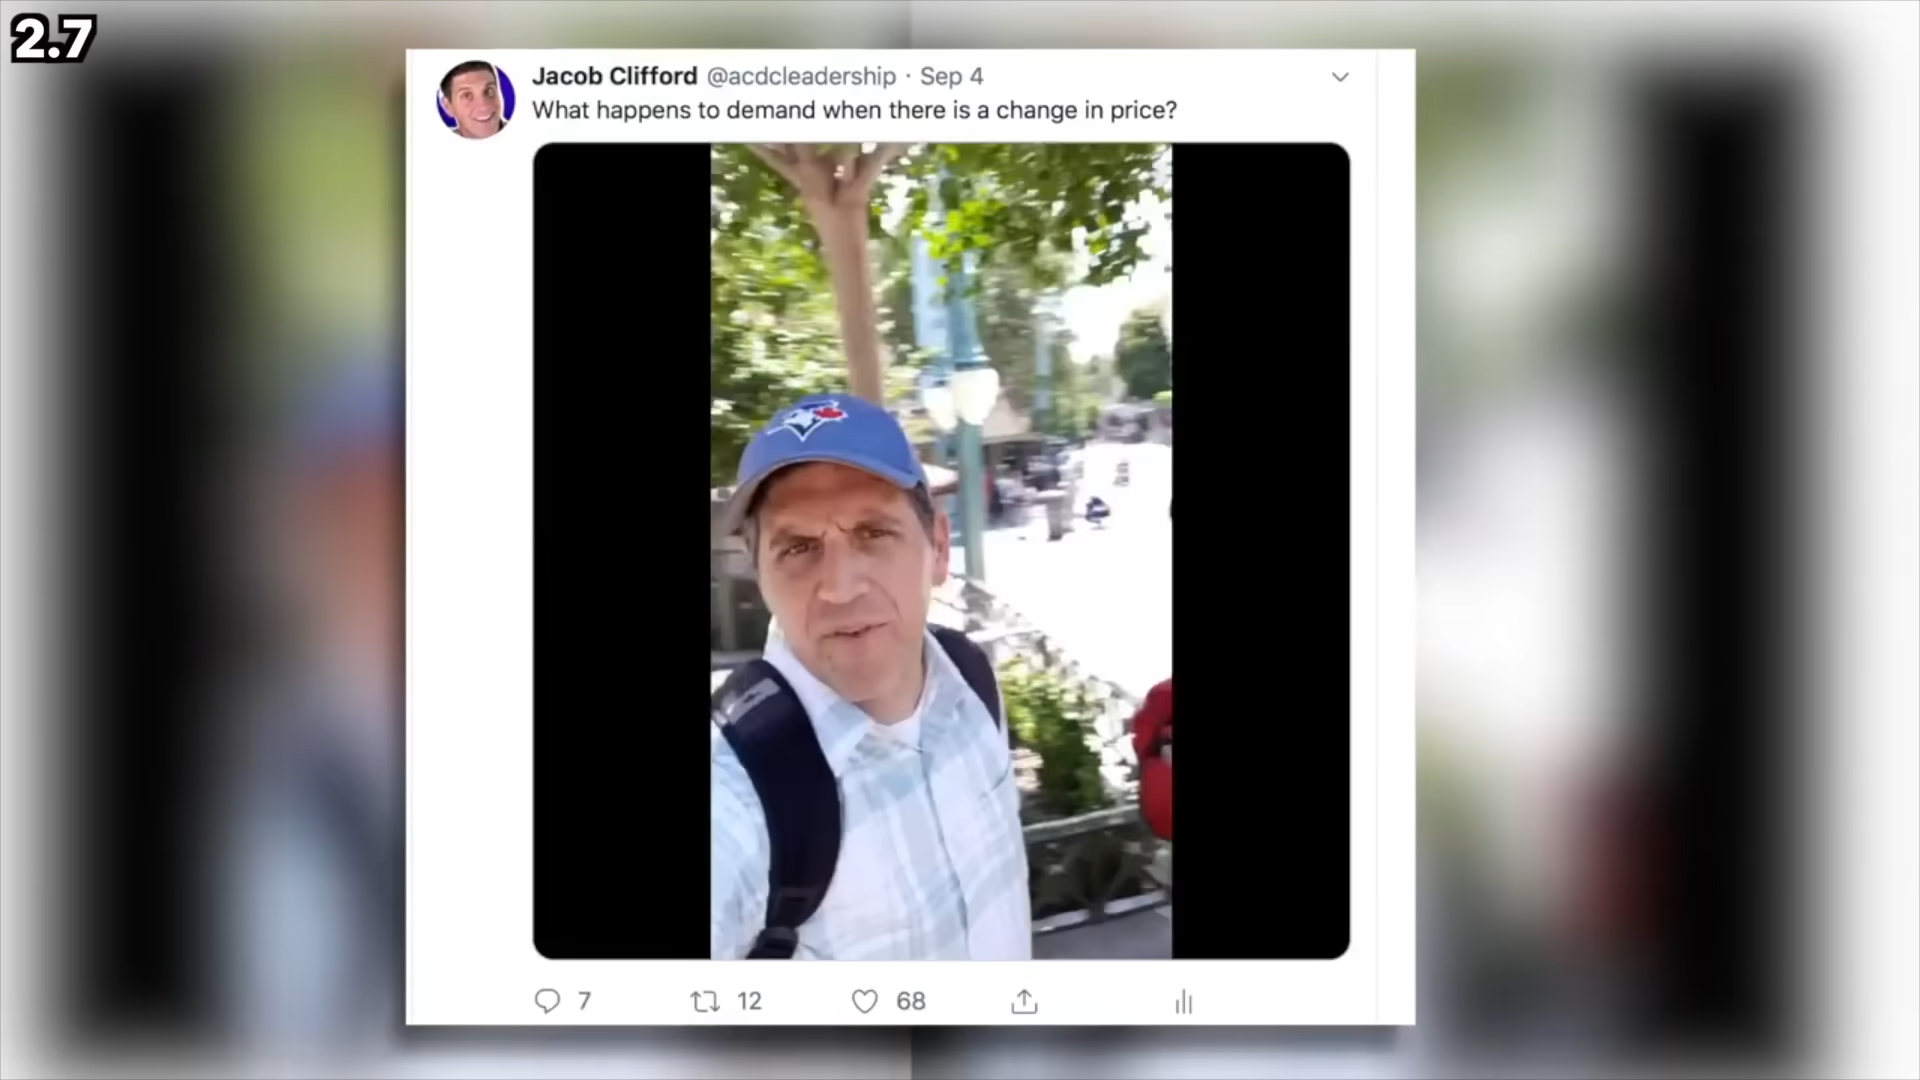 2.7
Jacob Clifford @acdcleadership · Sep 4
What happens to demand when there is a change in price?
7 12 68